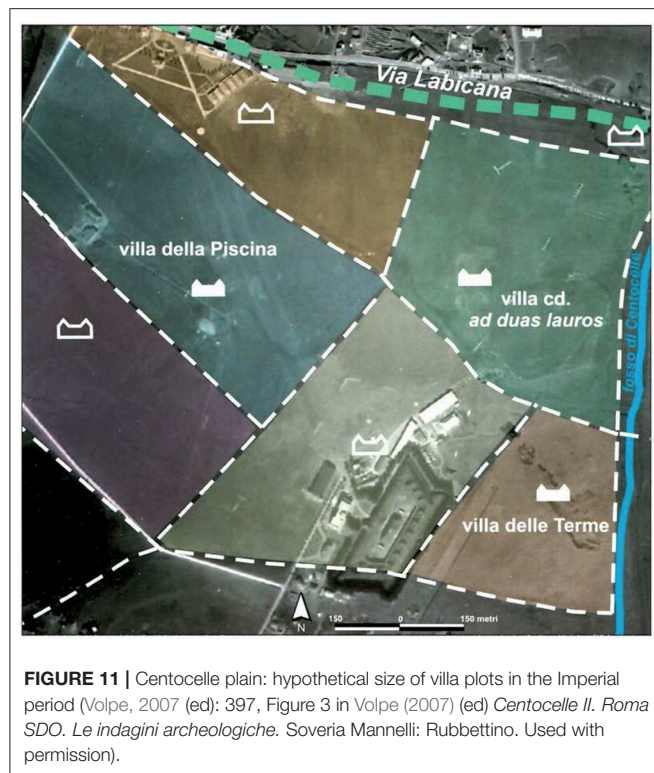 Via Labicana
villa della Piscina
villa cd.
ad duas lauros
fosso di Centocelle
villa delle Terme
N
150 0 150 metri
FIGURE 11 | Centocelle plain: hypothetical size of villa plots in the Imperial
period (Volpe, 2007 (ed): 397, Figure 3 in Volpe (2007) (ed) Centocelle II. Roma
SDO. Le indagini archeologiche. Soveria Mannelli: Rubbettino. Used with
permission).